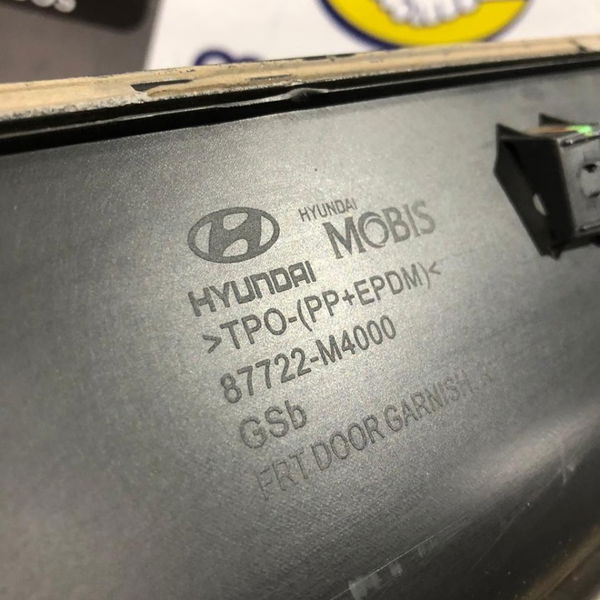 HYUNDAI
MOBIS
HYUNDAI
>TPO-(PP+EPDM)<
87722-M4000
GSb
FRT DOOR GARNISH.